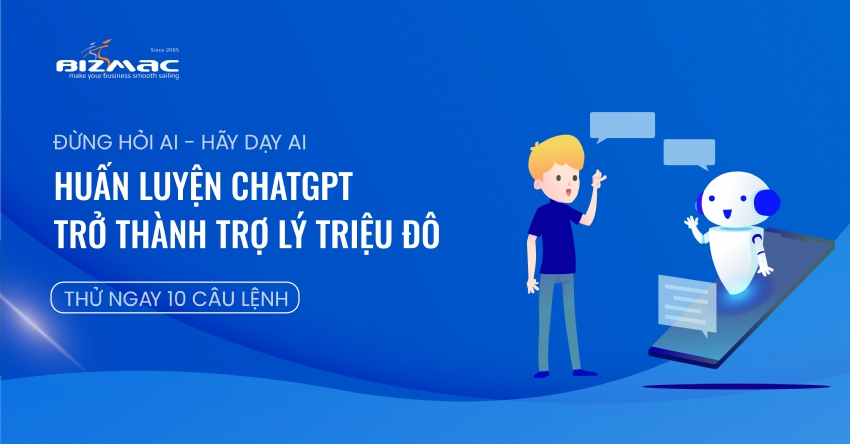 Since 2005
BIZMAC
make your business smooth sailing
ĐỪNG HỎI AI - HÃY DẠY AI
HUẤN LUYỆN CHATGPT
TRỞ THÀNH TRỢ LÝ TRIỆU ĐÔ
THỬ NGAY 10 CÂU LỆNH